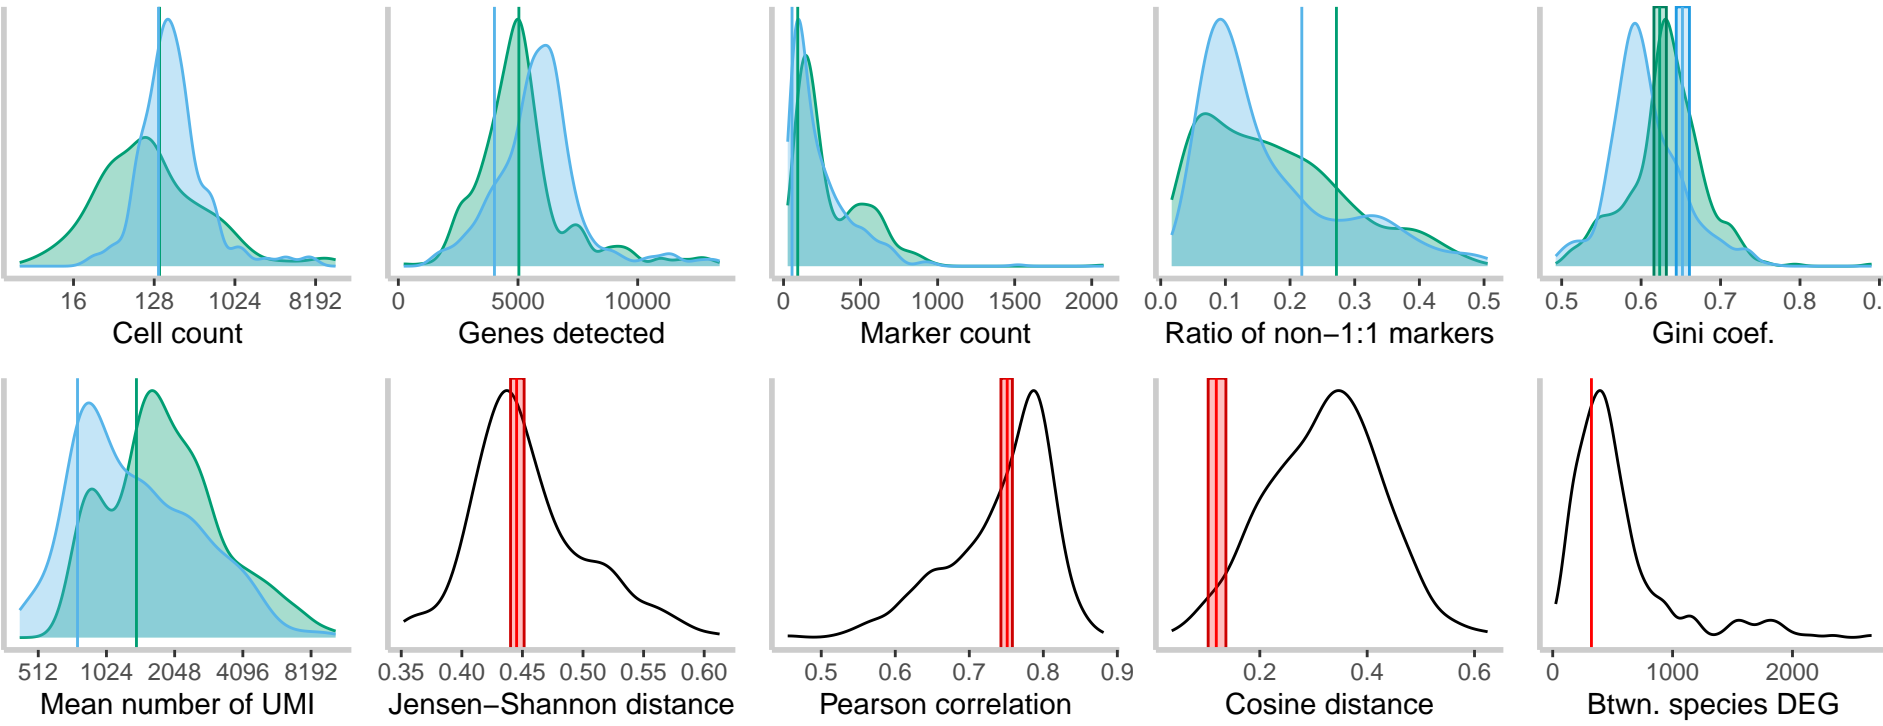 16 128 1024 8192
Cell count
0 5000 10000
Genes detected
0 500 1000 1500 2000
Marker count
0.0 0.1 0.2 0.3 0.4 0.5
Ratio of non−1:1 markers
0.5 0.6 0.7 0.8 0.
Gini coef.
512 1024 2048 4096 8192
Mean number of UMI
0.35 0.40 0.45 0.50 0.55 0.60
Jensen−Shannon distance
0.5 0.6 0.7 0.8 0.9
Pearson correlation
0.2 0.4 0.6
Cosine distance
0 1000 2000
Btwn. species DEG